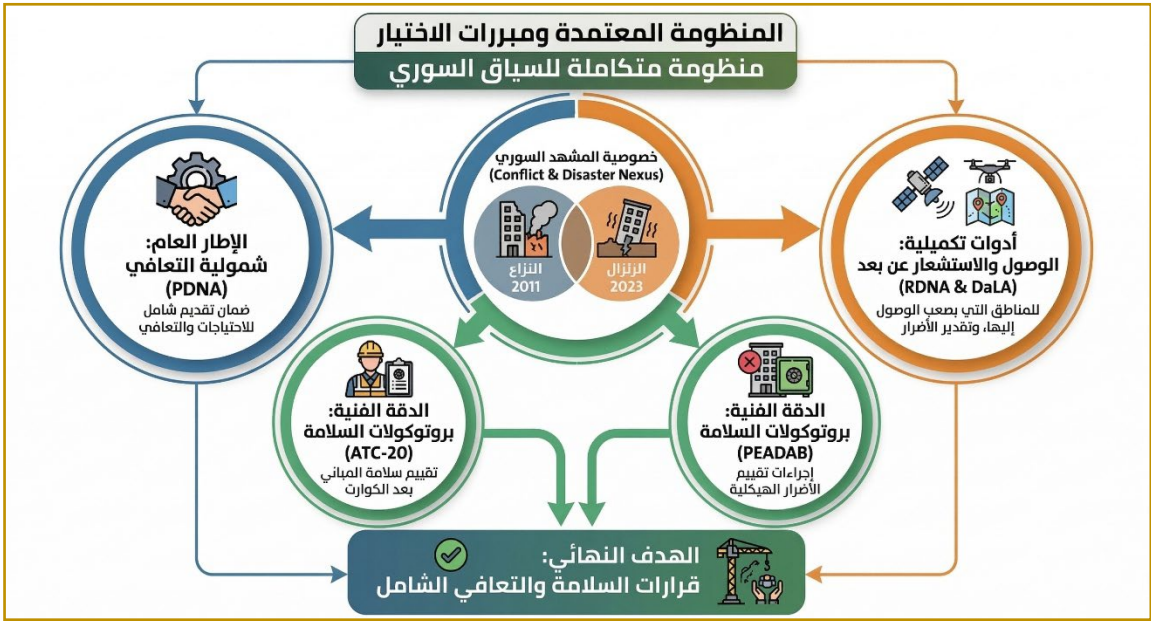 المنظومة المعتمدة ومبررات الاختيار
منظومة متكاملة للسياق السوري
خصوصية المشهد السوري
(Conflict & Disaster Nexus)
النزاع
2011
الزلزال
2023
الإطار العام:
شمولية التعافي
(PDNA)
ضمان تقديم شامل
للاحتياجات والتعافي
أدوات تكميلية:
الوصول والاستشعار عن بعد
(RDNA & DaLA)
للمناطق التي يصعب الوصول
إليها، وتقدير الأضرار
الدقة الفنية:
بروتوكولات السلامة
(ATC-20)
تقييم سلامة المباني
بعد الكوارت
الدقة الفنية:
بروتوكولات السلامة
(PEADAB)
إجراءات تقييم
الأضرار الهيكلية
الهدف النهائي:
قرارات السلامة والتعافي الشامل